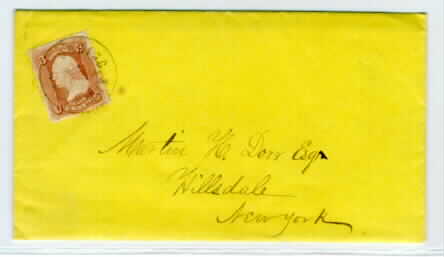 Martin H. Dorr Esq.
Hillsdale
New York